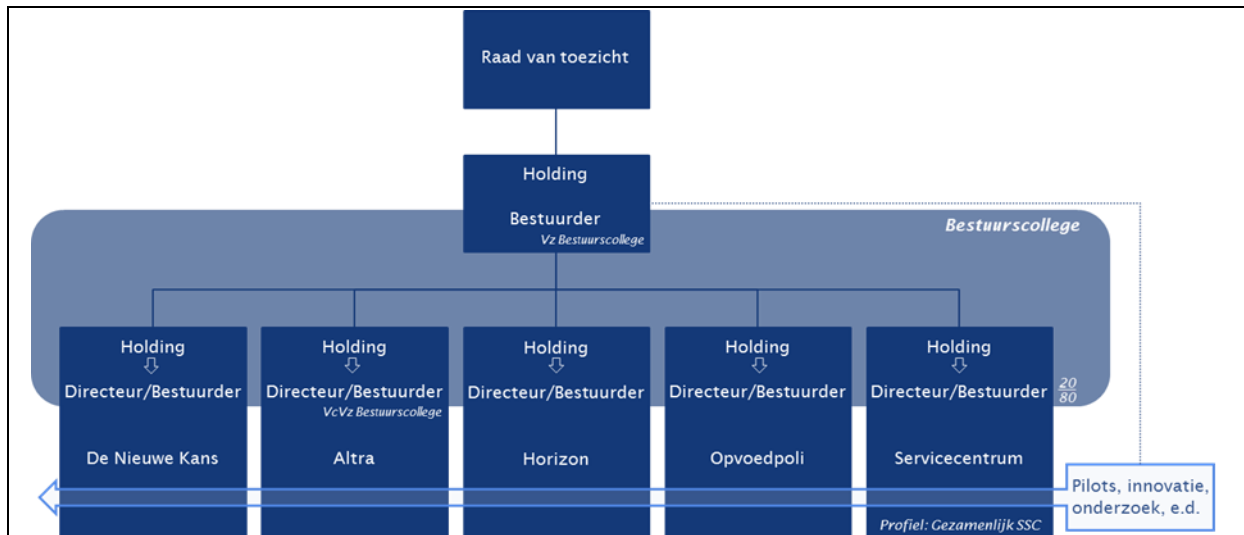 Raad van toezicht
Holding
Bestuurder
Vz Bestuurscollege
Bestuurscollege
Holding
Directeur/Bestuurder
De Nieuwe Kans
Holding
Directeur/Bestuurder
VcVz Bestuurscollege
Altra
Holding
Directeur/Bestuurder
Horizon
Holding
Directeur/Bestuurder
Opvoedpoli
Holding
Directeur/Bestuurder
Servicecentrum
Profiel: Gezamenlijk SSC
20
80
Pilots, innovatie,
onderzoek, e.d.